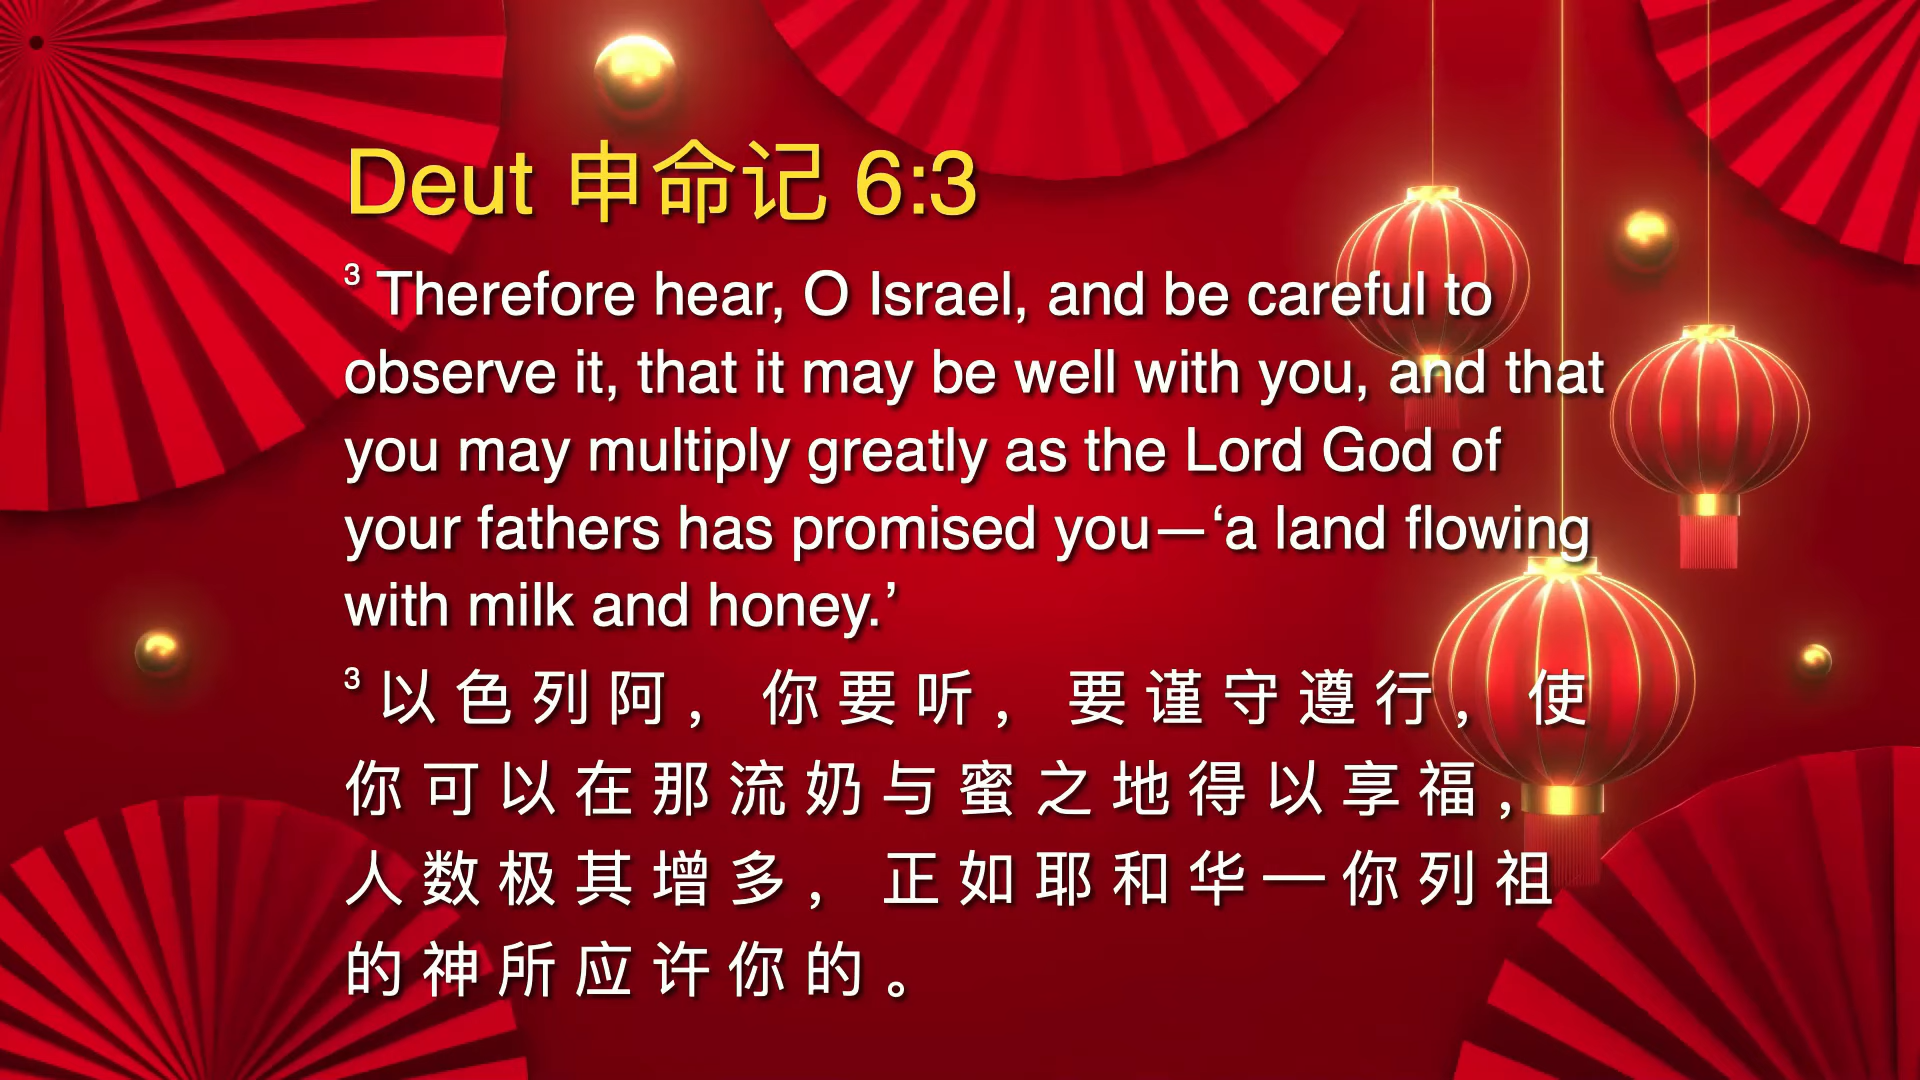 Deut 申命记 6:3
3 Therefore hear, O Israel, and be careful to
observe it, that it may be well with you, and that
you may multiply greatly as the Lord God of
your fathers has promised you—‘a land flowing
with milk and honey.’
3 以色列阿，你要听，要谨守遵行，使
你可以在那流奶与蜜之地得以享福，
人数极其增多，正如耶和华—你列祖
的神所应许你的。